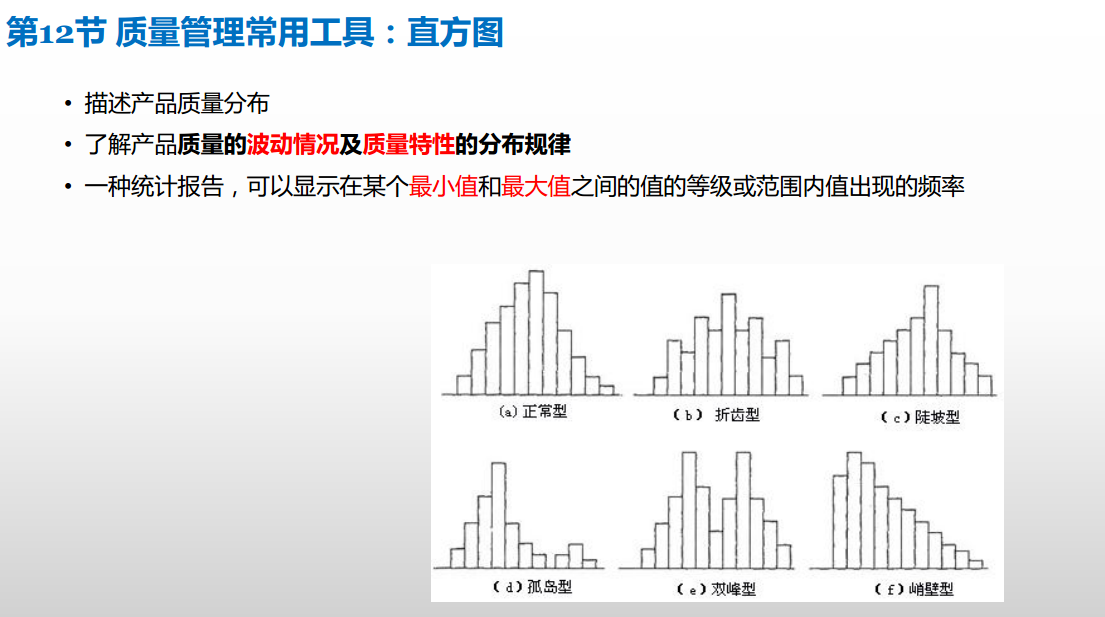 第12节 质量管理常用工具：直方图
• 描述产品质量分布
• 了解产品质量的波动情况及质量特性的分布规律
• 一种统计报告，可以显示在某个最小值和最大值之间的值的等级或范围内值出现的频率
(a)正常型
(b) 折齿型
(c)陡坡型
(d)孤岛型
(e)双峰型
(f)峭壁型